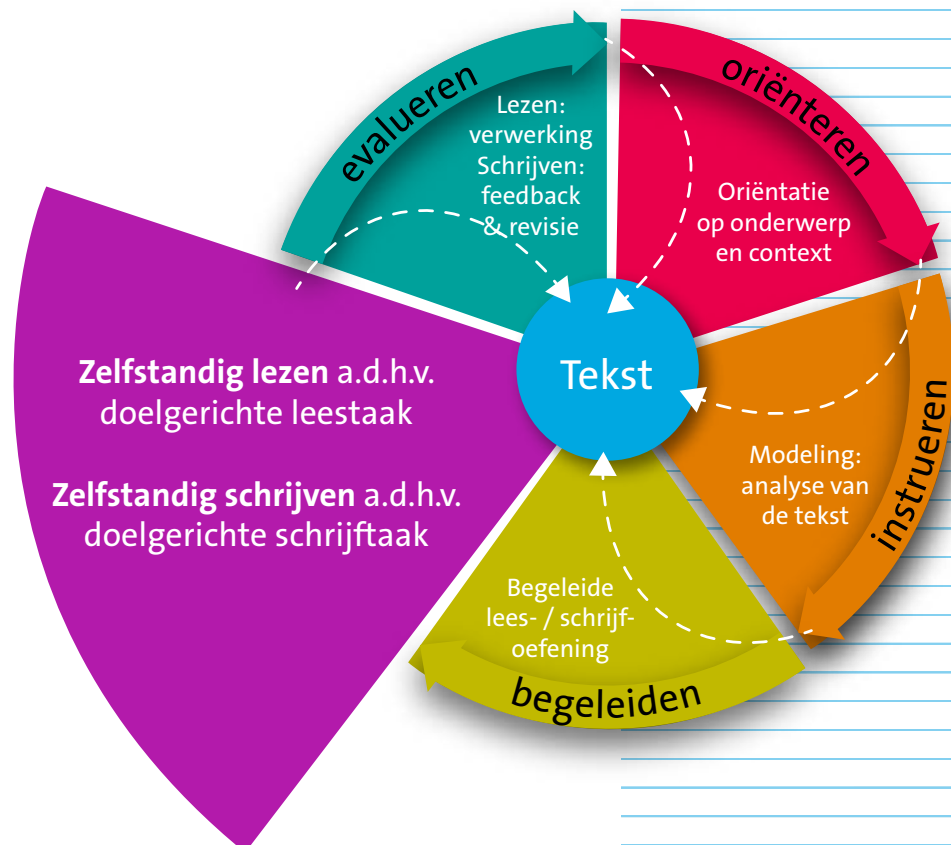 evalueren
Lezen:
verwerking
Schrijven:
feedback
& revisie
oriënteren
Oriëntatie
op onderwerp
en context
Tekst
instrueren
Modeling:
analyse van
de tekst
begeleiden
Begeleide
lees- / schrijf-
oefening
Zelfstandig lezen a.d.h.v.
doelgerichte leestaak
Zelfstandig schrijven a.d.h.v.
doelgerichte schrijftaak